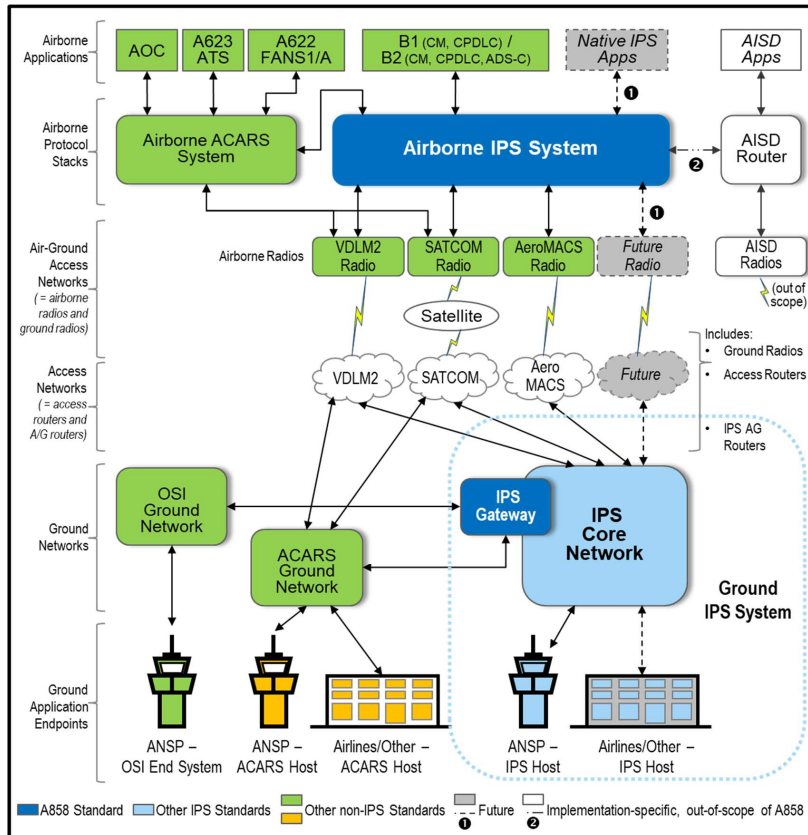 Airborne
Applications
AOC
A623
ATS
A622
FANS1/A
B1 (CM, CPDLC) /
B2 (CM, CPDLC, ADS-C)
Native IPS
Apps
AISD
Apps
❶
Airborne
Protocol
Stacks
Airborne ACARS
System
Airborne IPS System
❷
AISD
Router
❶
Air-Ground
Access
Networks
( = airborne
radios and
ground radios)
Airborne Radios
VDLM2
Radio
SATCOM
Radio
AeroMACS
Radio
Future
Radio
AISD
Radios
(out of
scope)
Satellite
Access
Networks
( = access
routers and
A/G routers)
VDLM2
SATCOM
Aero
MACS
Future
Includes:
• Ground Radios
• Access Routers
• IPS AG
Routers
Ground
Networks
OSI
Ground
Network
ACARS
Ground
Network
IPS
Gateway
IPS
Core
Network
Ground
IPS System
Ground
Application
Endpoints
ANSP –
OSI End System
ANSP –
ACARS Host
Airlines/Other –
ACARS Host
ANSP –
IPS Host
Airlines/Other –
IPS Host
A858 Standard
Other IPS Standards
Other non-IPS Standards
❶ Future
❷ Implementation-specific, out-of-scope of A858